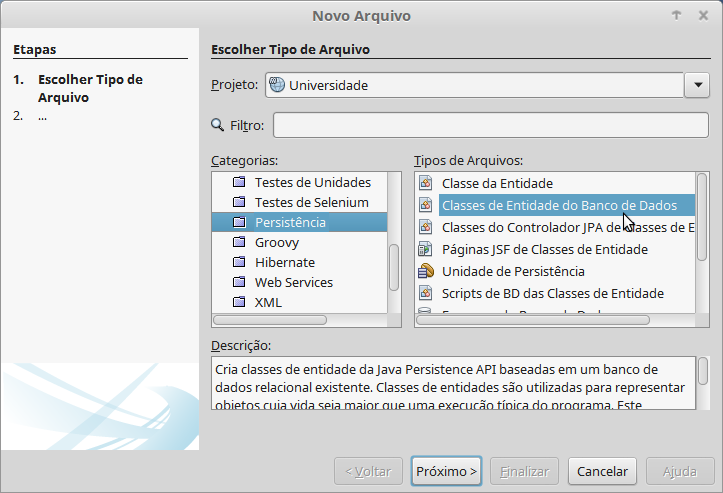 Novo Arquivo
Etapas
1. Escolher Tipo de
Arquivo
2. ...
Escolher Tipo de Arquivo
Projeto: Universidade
Filtro:
Categorias:
Testes de Unidades
Testes de Selenium
Persistência
Groovy
Hibernate
Web Services
XML
Tipos de Arquivos:
Classe da Entidade
Classes de Entidade do Banco de Dados
Classes do Controlador JPA de Classes de E
Páginas JSF de Classes de Entidade
Unidade de Persistência
Scripts de BD das Classes de Entidade
Descrição:
Cria classes de entidade da Java Persistence API baseadas em um banco de
dados relacional existente. Classes de entidades são utilizadas para representar
objetos cuja vida seja maior que uma execução típica do programa. Este
< Voltar
Próximo >
Finalizar
Cancelar
Ajuda